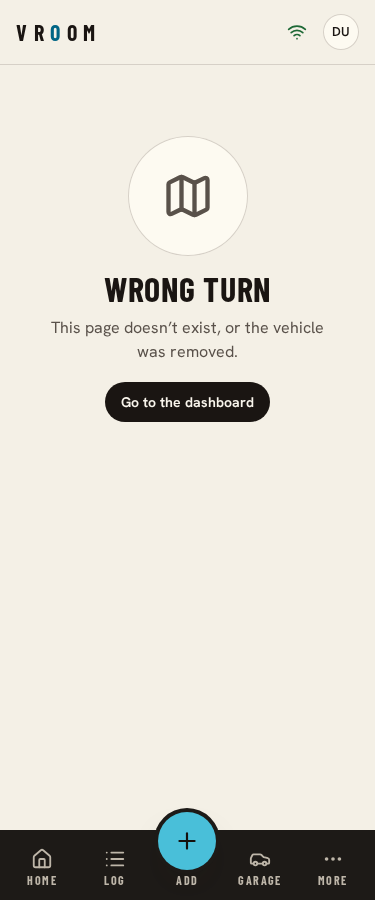 VROOM
DU
WRONG TURN
This page doesn’t exist, or the vehicle
was removed.
Go to the dashboard
HOME
LOG
ADD
GARAGE
MORE